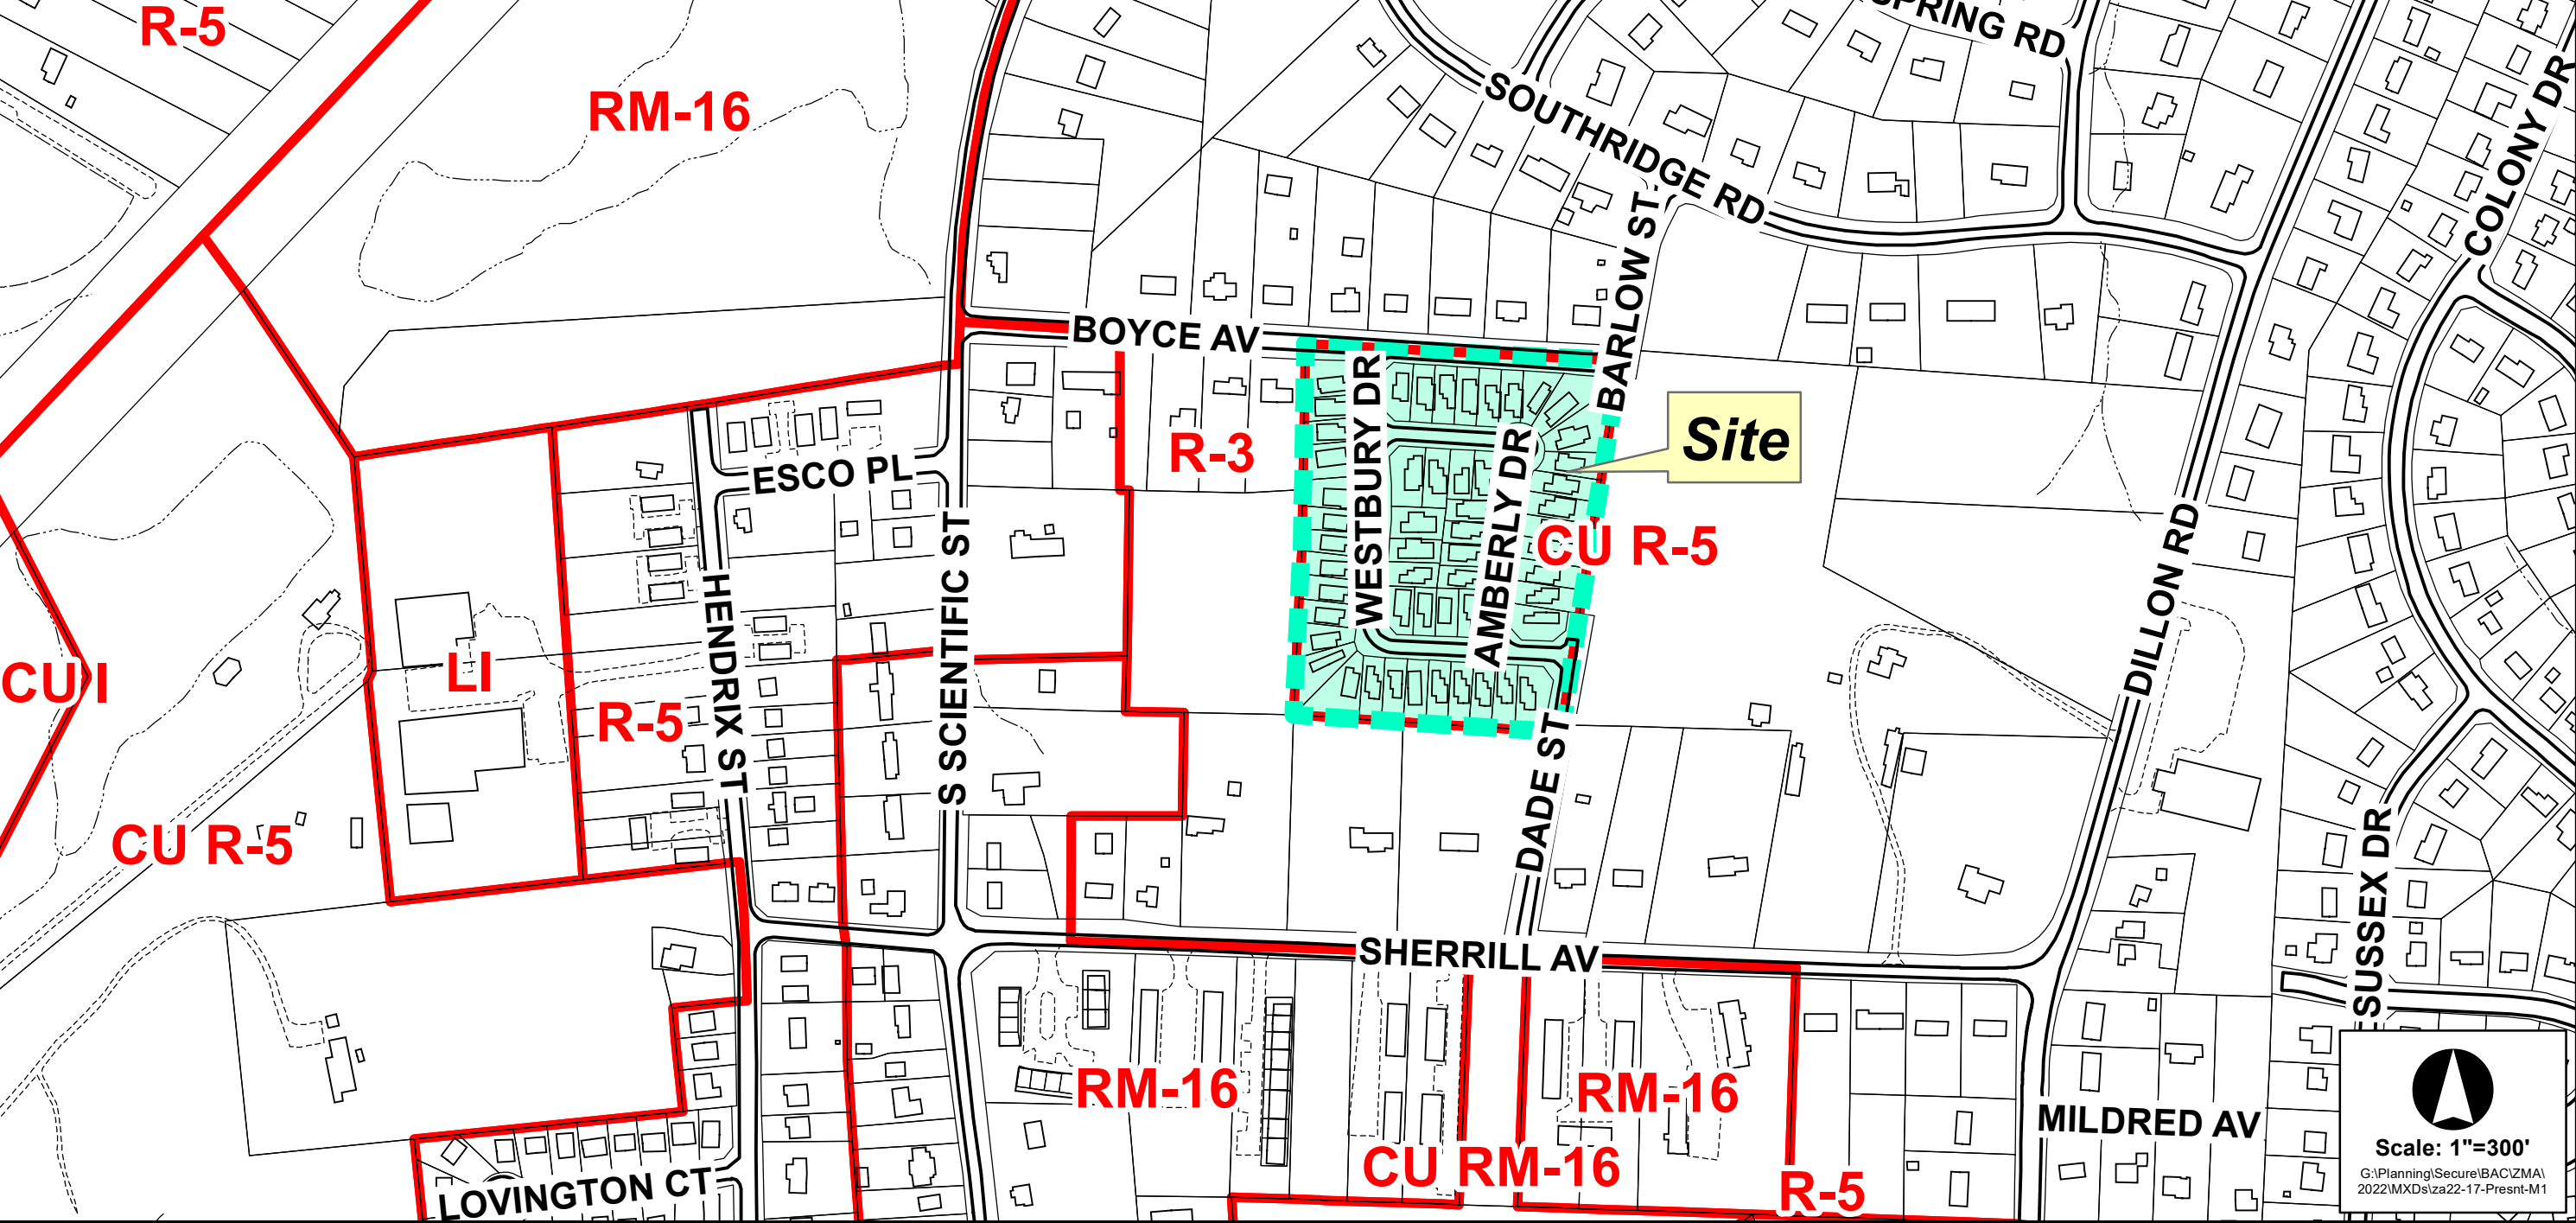 R-5
SPRING RD
RM-16
SOUTHRIDGE RD
COLONY DR
BARLOW ST
BOYCE AV
WESTBURY DR
Site
R-3
AMBERLY DR
ESCO PL
CU R-5
S SCIENTIFIC ST
HENDRIX ST
DILLON RD
CU I
LI
R-5
DADE ST
CU R-5
SUSSEX DR
SHERRILL AV
RM-16
RM-16
MILDRED AV
CU RM-16
LOVINGTON CT
R-5
Scale: 1"=300'
G:\Planning\Secure\BAC\ZMA\
2022\MXDs\za22-17-Presnt-M1